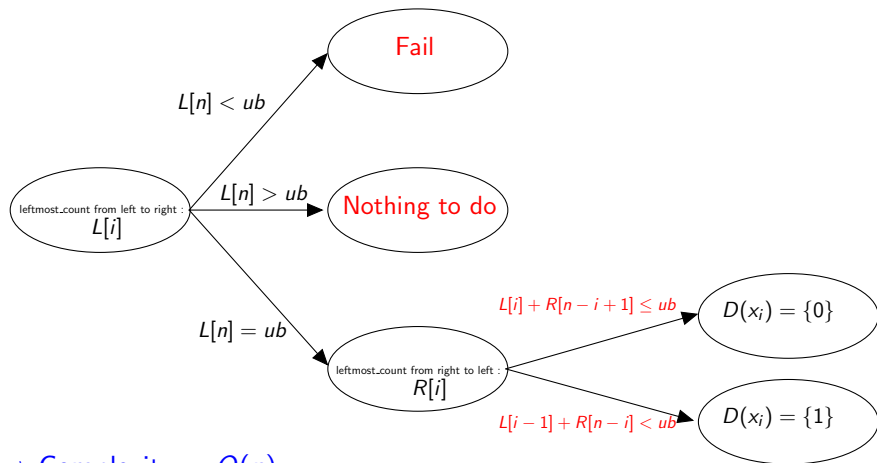 Fail
L[n] < ub
leftmost_count from left to right :
L[i]
L[n] > ub
Nothing to do
L[n] = ub
leftmost_count from right to left :
R[i]
L[i] + R[n − i + 1] ≤ ub
D(x_i) = {0}
L[i − 1] + R[n − i] < ub
D(x_i) = {1}